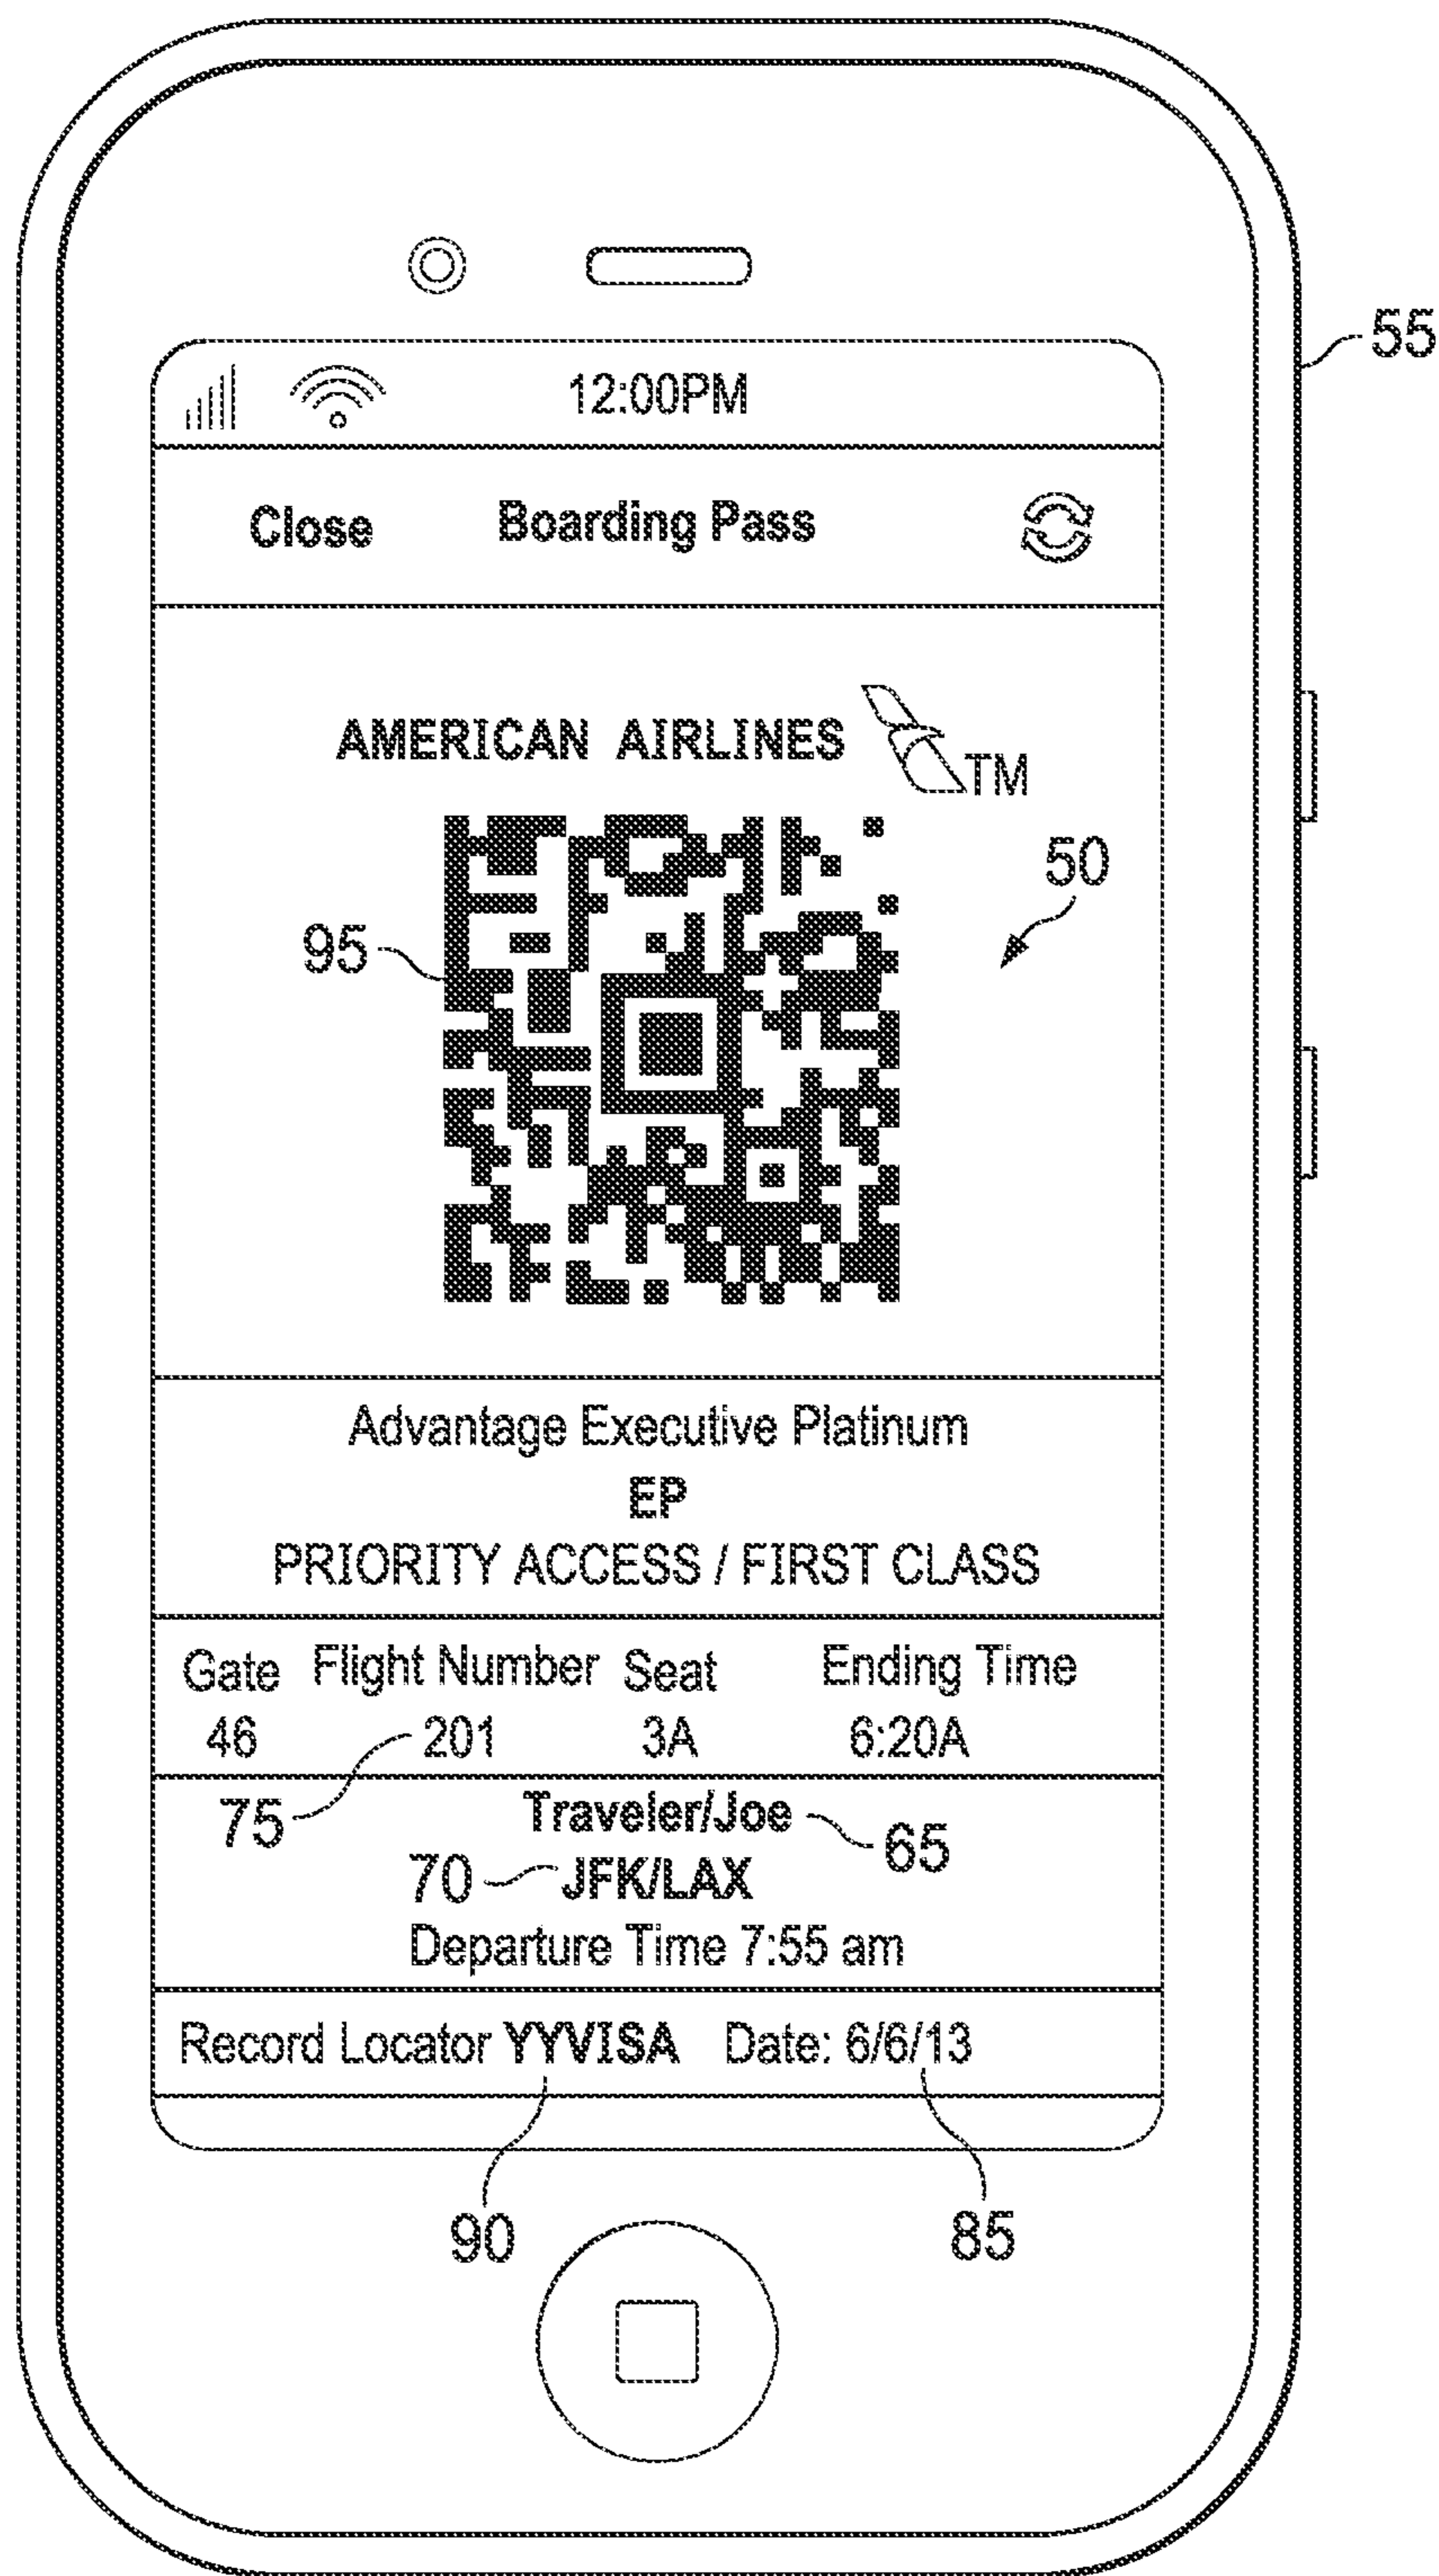 55
12:00PM
Close Boarding Pass
AMERICAN AIRLINES TM
50
95
Advantage Executive Platinum
EP
PRIORITY ACCESS / FIRST CLASS
Gate Flight Number Seat Ending Time
46 201 3A 6:20A
75 Traveler/Joe 65
70 JFK/LAX
Departure Time 7:55 am
Record Locator YYVISA Date: 6/6/13
90 85